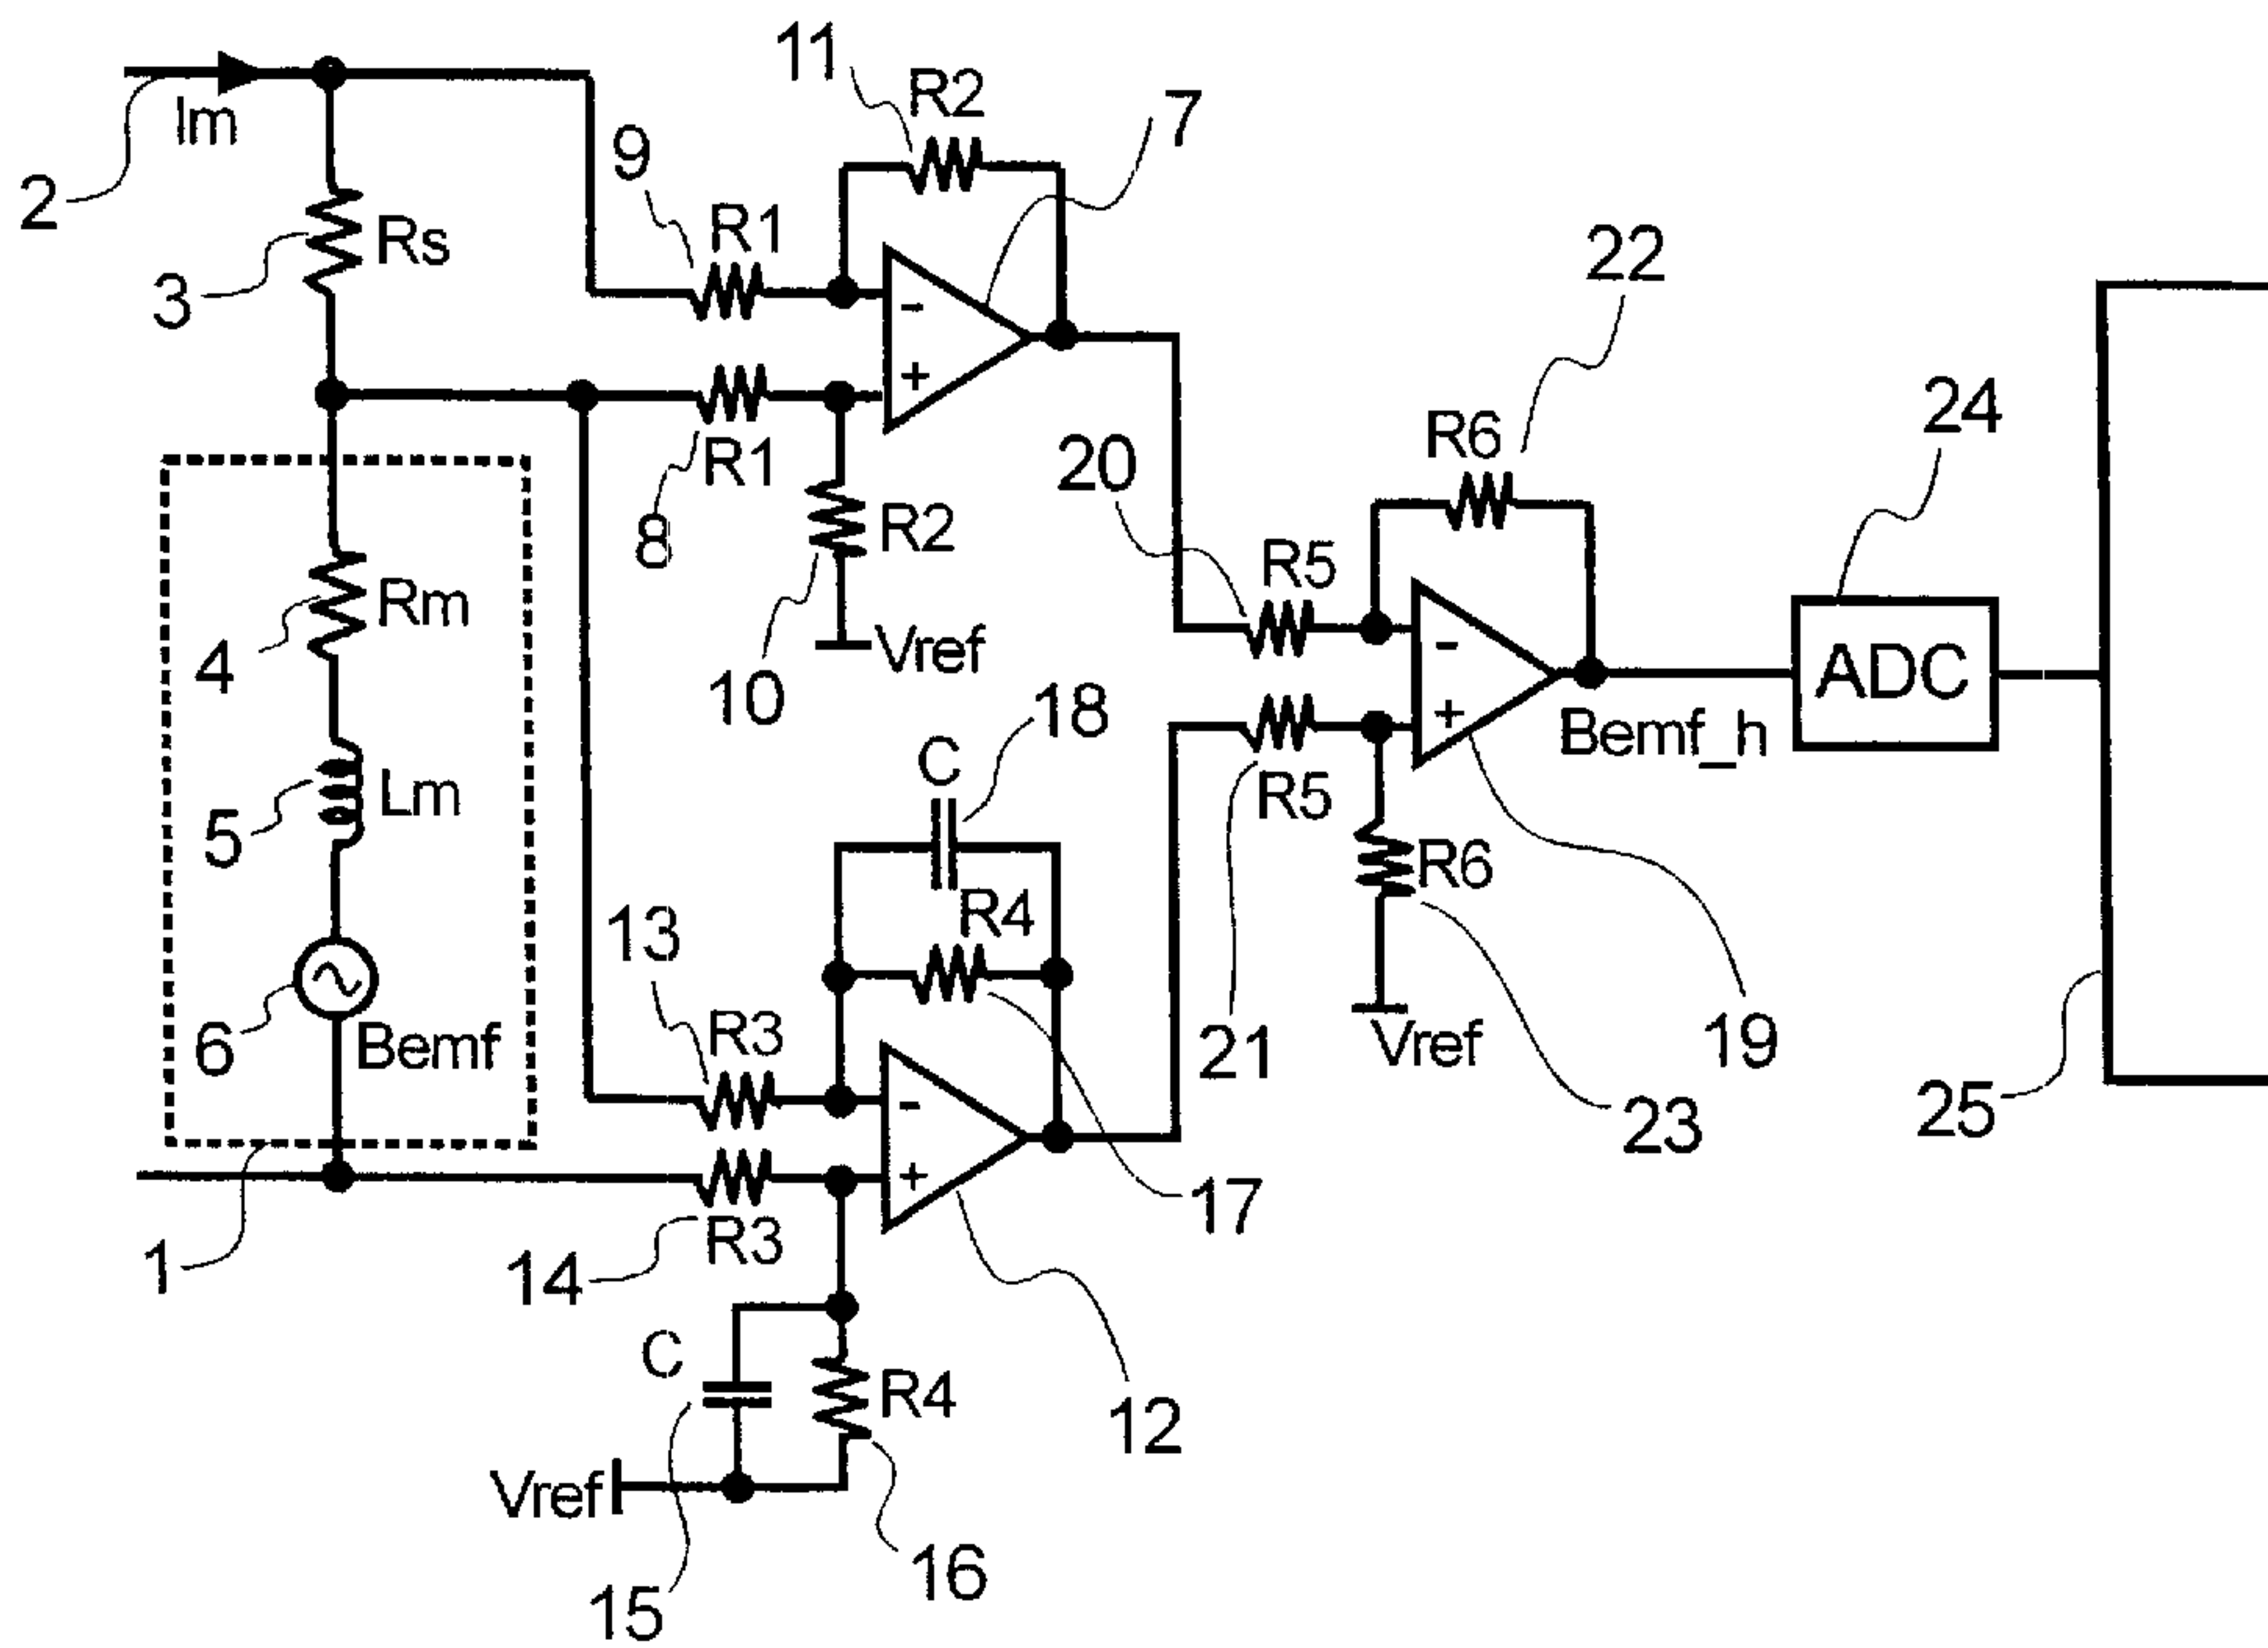 11
R2
7
Im
2
9
R1
Rs
3
-
+
22
R1
8
R2
20
R6
24
4
Rm
10
Vref
R5
-
+
ADC
18
C
5
Lm
R5
Bemf_h
R4
R6
13
6
Bemf
R3
21
Vref
19
23
25
-
+
17
1
14
R3
C
R4
12
Vref
15
16